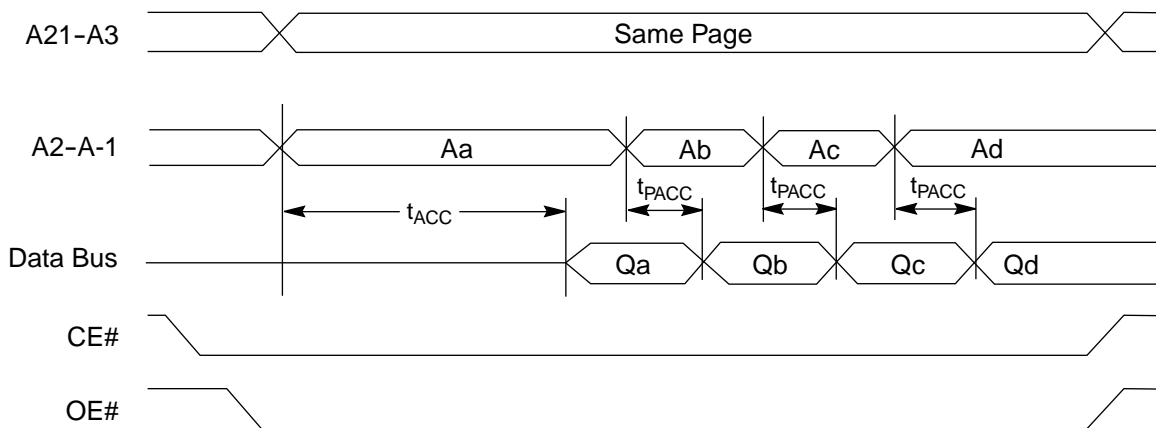 A21-A3
Same Page
A2-A-1
Aa
Ab
Ac
Ad
tACC
tPACC
tPACC
tPACC
Data Bus
Qa
Qb
Qc
Qd
CE#
OE#